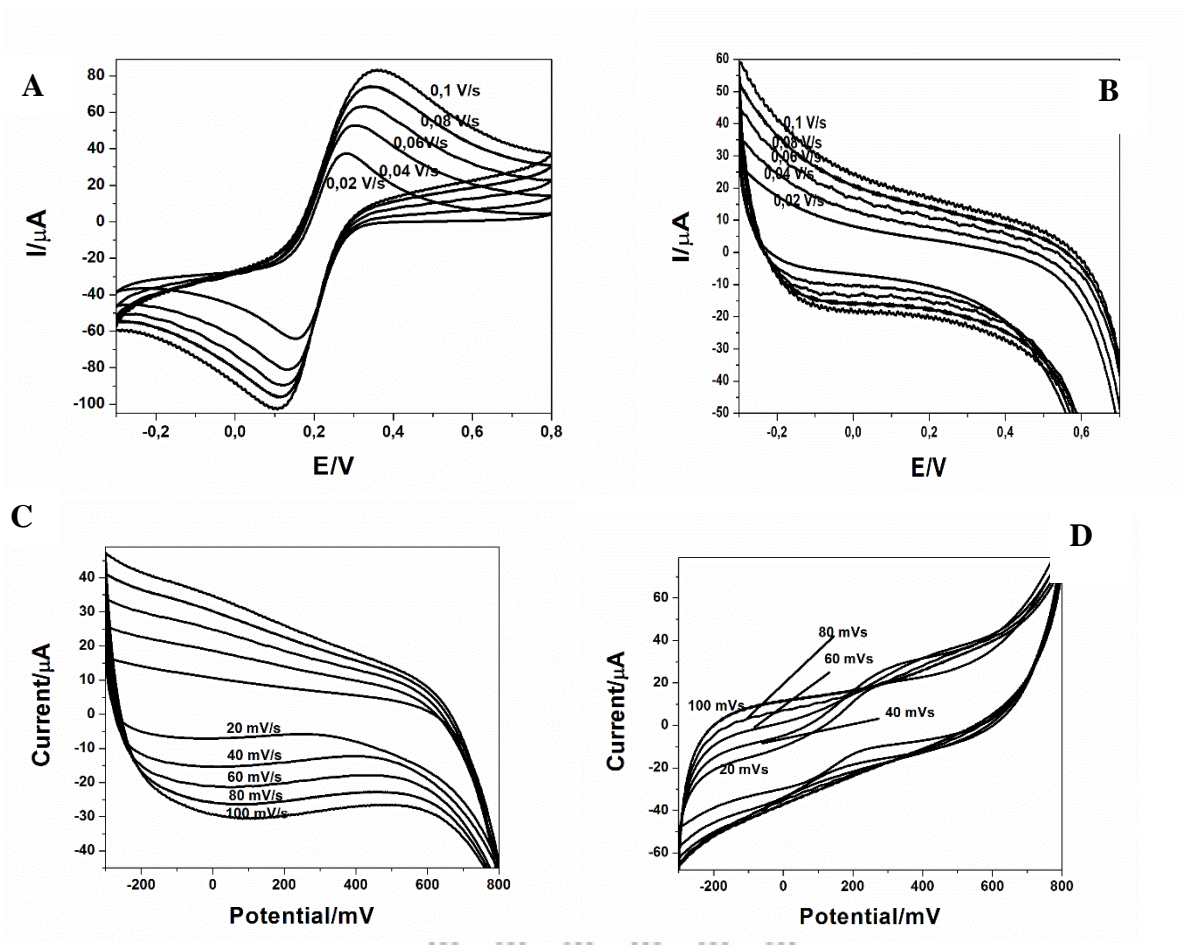 A
I/µA
80
60
40
20
0
-20
-40
-60
-80
-100
0,1 V/s
0,08 V/s
0,06V/s
0,04 V/s
0,02 V/s
-0,2 0,0 0,2 0,4 0,6 0,8
E/V
B
I/µA
60
50
40
30
20
10
0
-10
-20
-30
-40
-50
0,1 V/s
0,08 V/s
0,06 V/s
0,04 V/s
0,02 V/s
-0,2 0,0 0,2 0,4 0,6
E/V
C
Current/µA
40
30
20
10
0
-10
-20
-30
-40
20 mV/s
40 mV/s
60 mV/s
80 mV/s
100 mV/s
-200 0 200 400 600 800
Potential/mV
D
Current/µA
60
40
20
0
-20
-40
-60
80 mVs
60 mVs
100 mVs
40 mVs
20 mVs
-200 0 200 400 600 800
Potential/mV